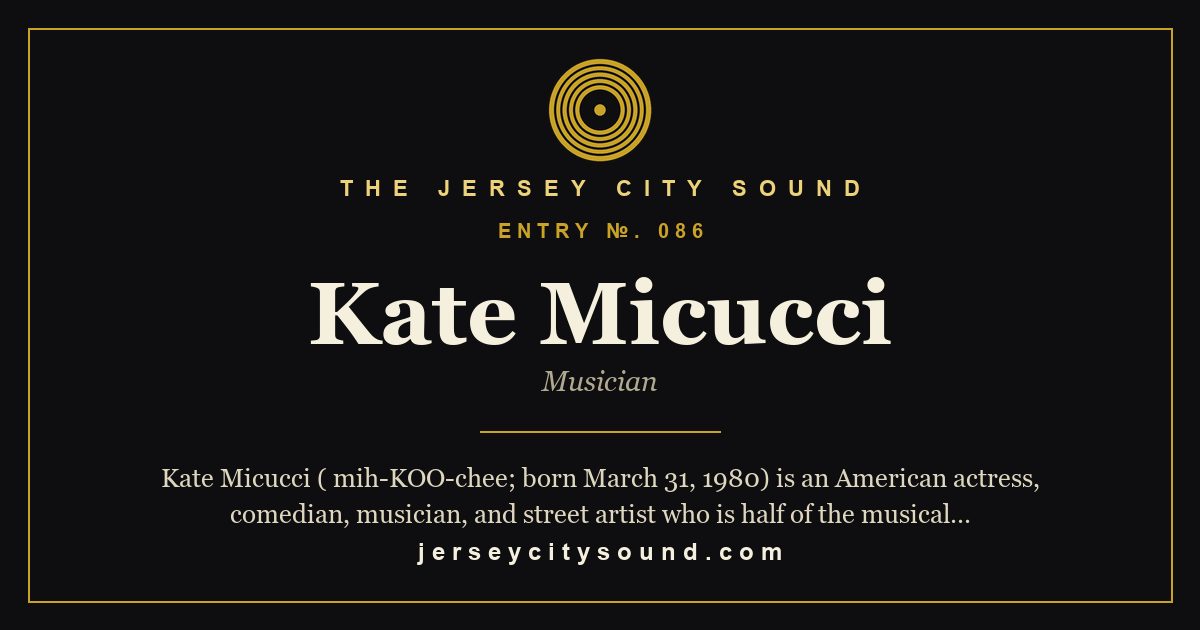 THE JERSEY CITY SOUND
ENTRY №. 086
Kate Micucci
Musician
Kate Micucci ( mih-KOO-chee; born March 31, 1980) is an American actress,
comedian, musician, and street artist who is half of the musical...
jerseycitysound.com